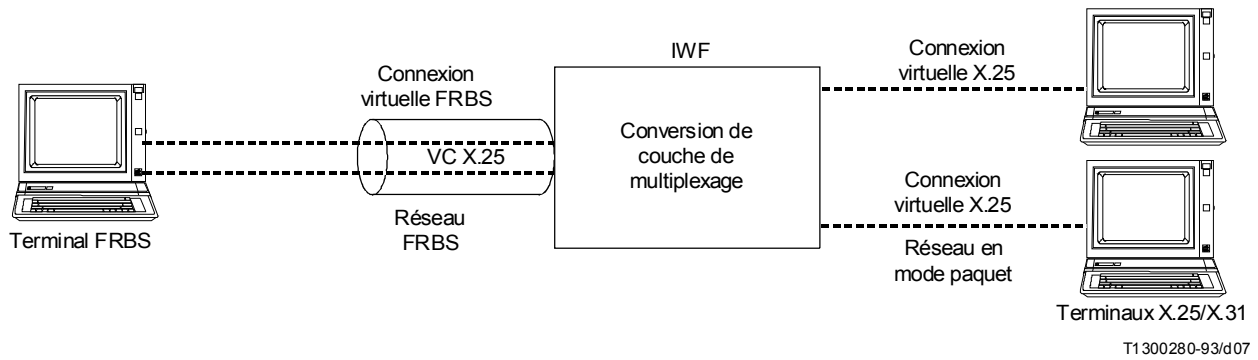 IWF
Connexion
virtuelle X.25
Connexion
virtuelle FRBS
VC X.25
Conversion de
couche de
multiplexage
Connexion
virtuelle X.25
Réseau
FRBS
Terminal FRBS
Réseau en
mode paquet
Terminaux X.25/X.31
T1300280-93/d07